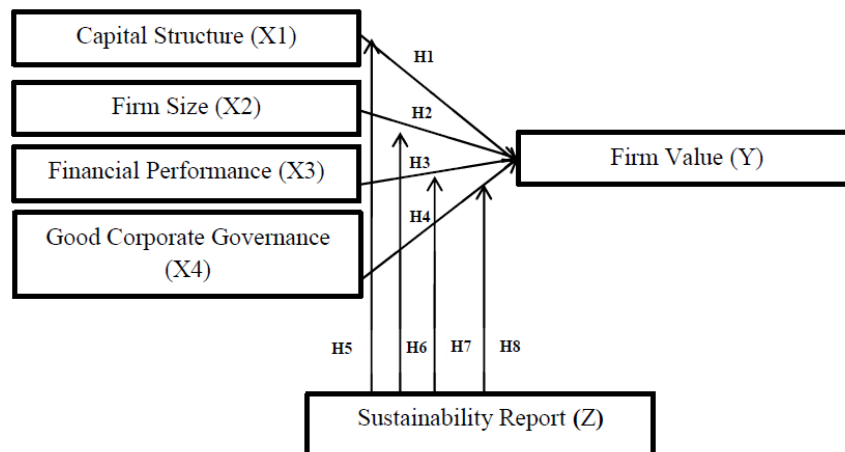 Capital Structure (X1)
H1
Firm Size (X2)
H2
Firm Value (Y)
Financial Performance (X3)
H3
Good Corporate Governance
(X4)
H4
H5
H6
H7
H8
Sustainability Report (Z)